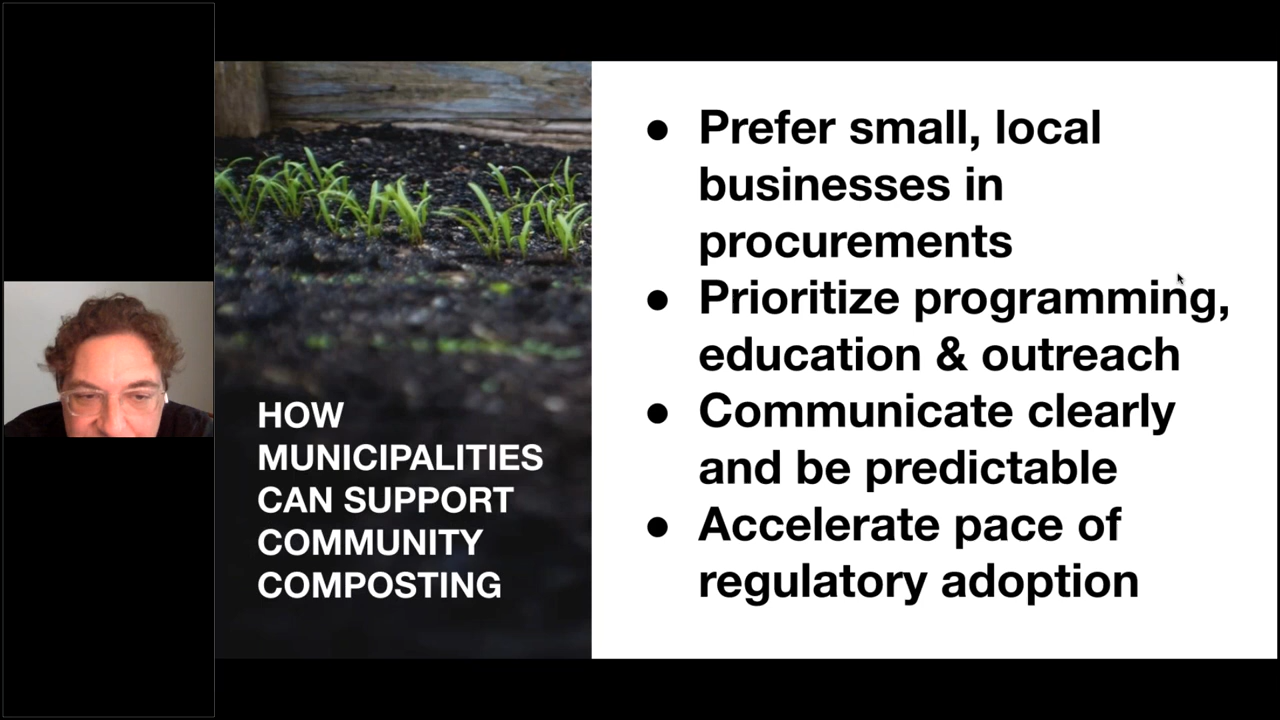 HOW
MUNICIPALITIES
CAN SUPPORT
COMMUNITY
COMPOSTING
● Prefer small, local
businesses in
procurements
● Prioritize programming,
education & outreach
● Communicate clearly
and be predictable
● Accelerate pace of
regulatory adoption